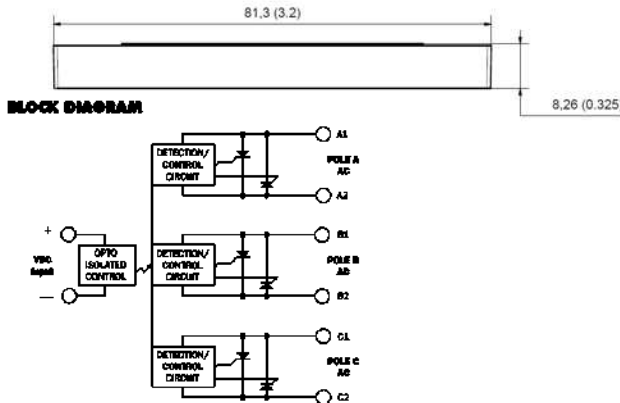 81,3 (3.2)
8,26 (0.325)
BLOCK DIAGRAM
A1
DETECTION/
CONTROL
CIRCUIT
POLE A
AC
A2
+
VDC
Input
—
OPTO
ISOLATED
CONTROL
B1
DETECTION/
CONTROL
CIRCUIT
POLE B
AC
B2
C1
DETECTION/
CONTROL
CIRCUIT
POLE C
AC
C2